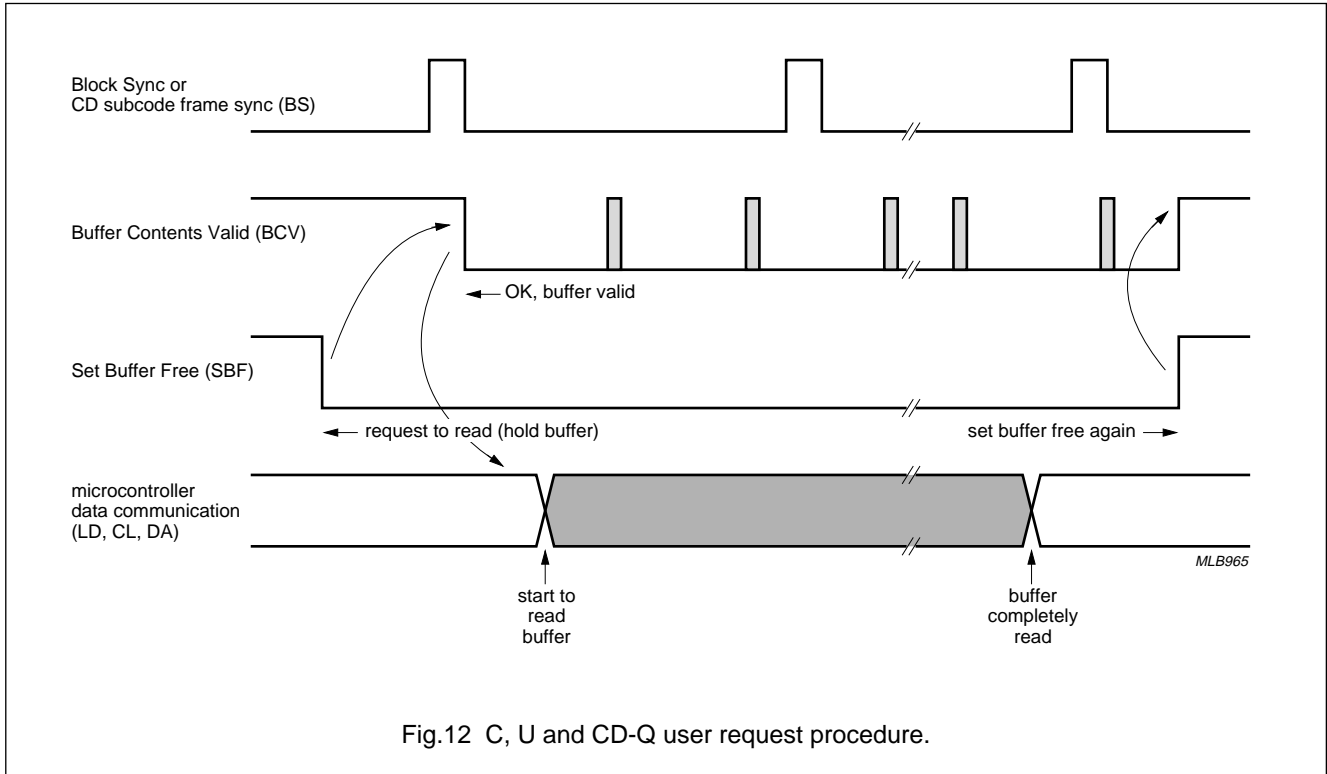 Block Sync or
CD subcode frame sync (BS)
Buffer Contents Valid (BCV)
OK, buffer valid
Set Buffer Free (SBF)
request to read (hold buffer)
set buffer free again
microcontroller
data communication
(LD, CL, DA)
MLB965
start to
read
buffer
buffer
completely
read
Fig.12 C, U and CD-Q user request procedure.